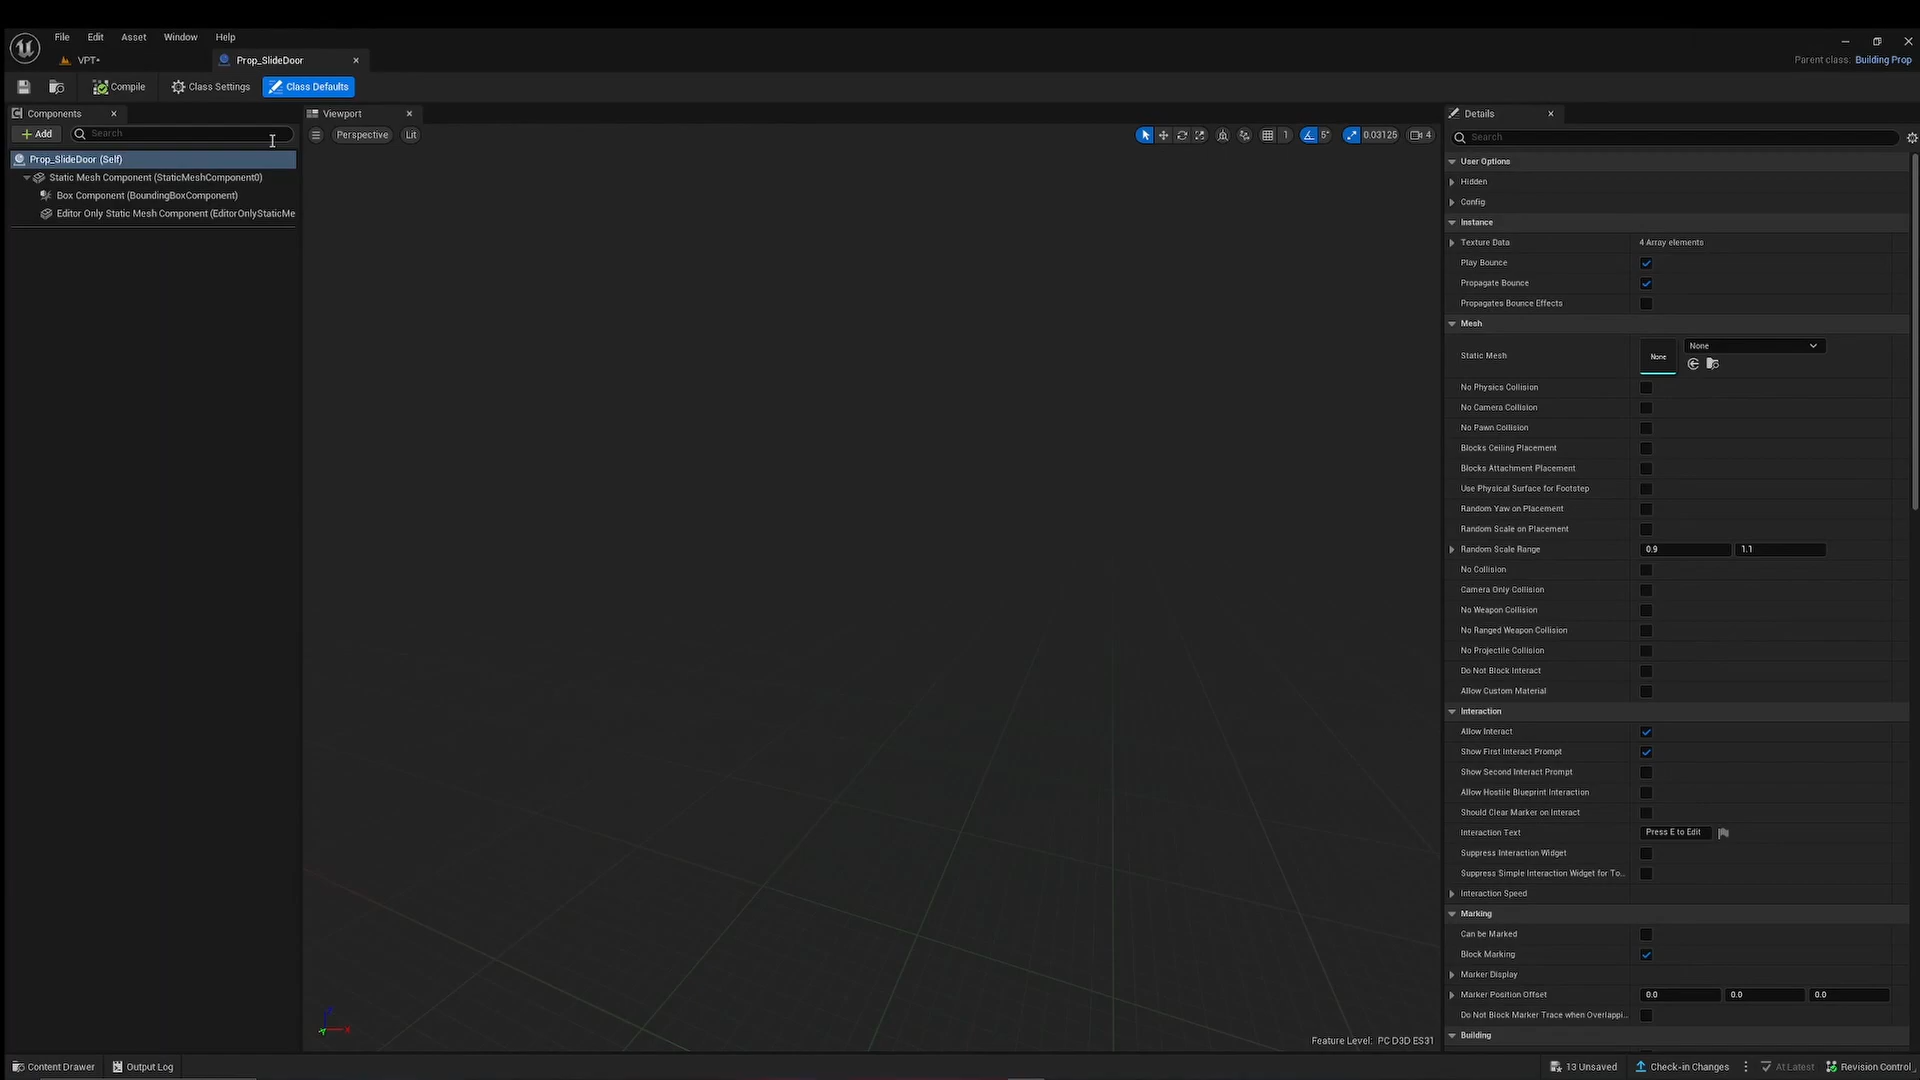 File Edit Asset Window Help
VPT•
Prop_SlideDoor
Parent class: Building Prop
Compile
Class Settings
Class Defaults
Components
Add
Search
Prop_SlideDoor (Self)
Static Mesh Component (StaticMeshComponent0)
Box Component (BoundingBoxComponent)
Editor Only Static Mesh Component (EditorOnlyStaticMe
Viewport
Perspective
Lit
1
5°
0.03125
4
Feature Level: PC D3D ES31
Details
Search
User Options
Hidden
Config
Instance
Texture Data 4 Array elements
Play Bounce
Propagate Bounce
Propagates Bounce Effects
Mesh
Static Mesh None None
No Physics Collision
No Camera Collision
No Pawn Collision
Blocks Ceiling Placement
Blocks Attachment Placement
Use Physical Surface for Footstep
Random Yaw on Placement
Random Scale on Placement
Random Scale Range 0.9 1.1
No Collision
Camera Only Collision
No Weapon Collision
No Ranged Weapon Collision
No Projectile Collision
Do Not Block Interact
Allow Custom Material
Interaction
Allow Interact
Show First Interact Prompt
Show Second Interact Prompt
Allow Hostile Blueprint Interaction
Should Clear Marker on Interact
Interaction Text Press E to Edit
Suppress Interaction Widget
Suppress Simple Interaction Widget for To...
Interaction Speed
Marking
Can be Marked
Block Marking
Marker Display
Marker Position Offset 0.0 0.0 0.0
Do Not Block Marker Trace when Overlappi...
Building
Content Drawer
Output Log
13 Unsaved
Check-in Changes
At Latest
Revision Control